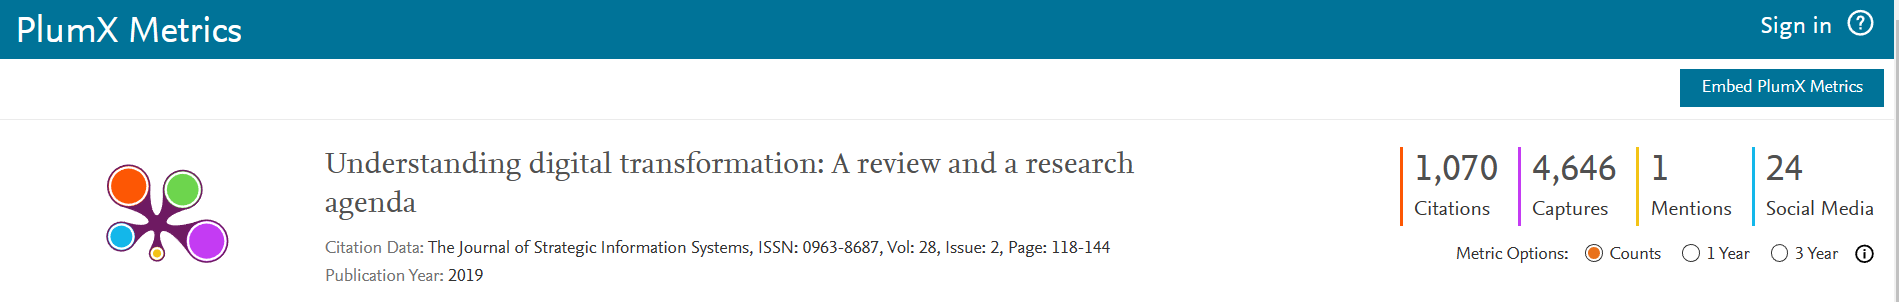 PlumX Metrics
Sign in
Embed PlumX Metrics
Understanding digital transformation: A review and a research
agenda
Citation Data: The Journal of Strategic Information Systems, ISSN: 0963-8687, Vol: 28, Issue: 2, Page: 118-144
Publication Year: 2019
1,070 4,646 1 24
Citations Captures Mentions Social Media
Metric Options: Counts 1 Year 3 Year